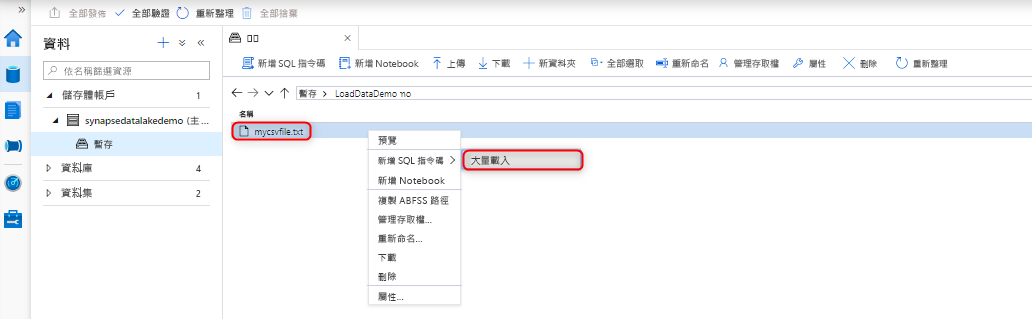 » 全部發佈 全部驗證 重新整理 全部捨棄
資料 + «
依名稱篩選資源
儲存體帳戶 1
synapsedatalakedemo (主 ...
暫存
資料庫 4
資料集 2
新增 SQL 指令碼 新增 Notebook 上傳 下載 + 新資料夾 全部選取 重新命名 管理存取權 屬性 刪除 重新整理
暫存 > LoadDataDemo no
名稱
mycsvfile.txt
預覽
新增 SQL 指令碼 > 大量載入
新增 Notebook
複製 ABFSS 路徑
管理存取權...
重新命名...
下載
刪除
屬性...